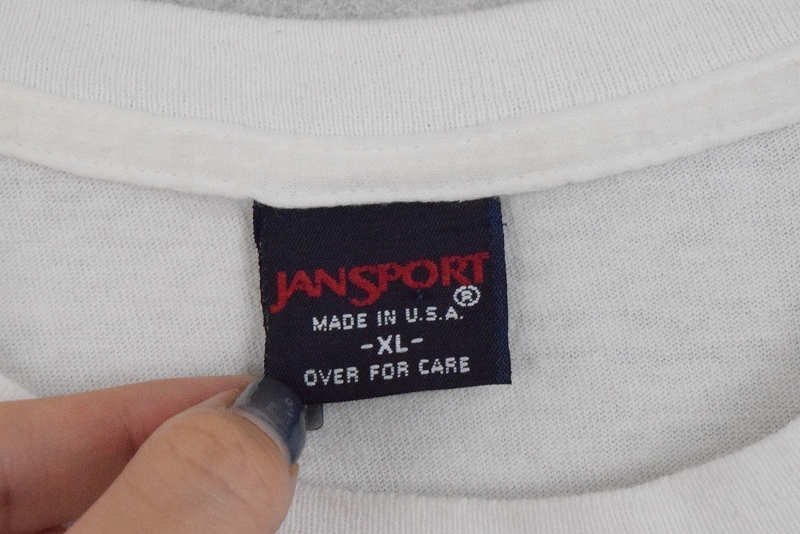 JANSPORT®
MADE IN U.S.A.
-XL-
OVER FOR CARE